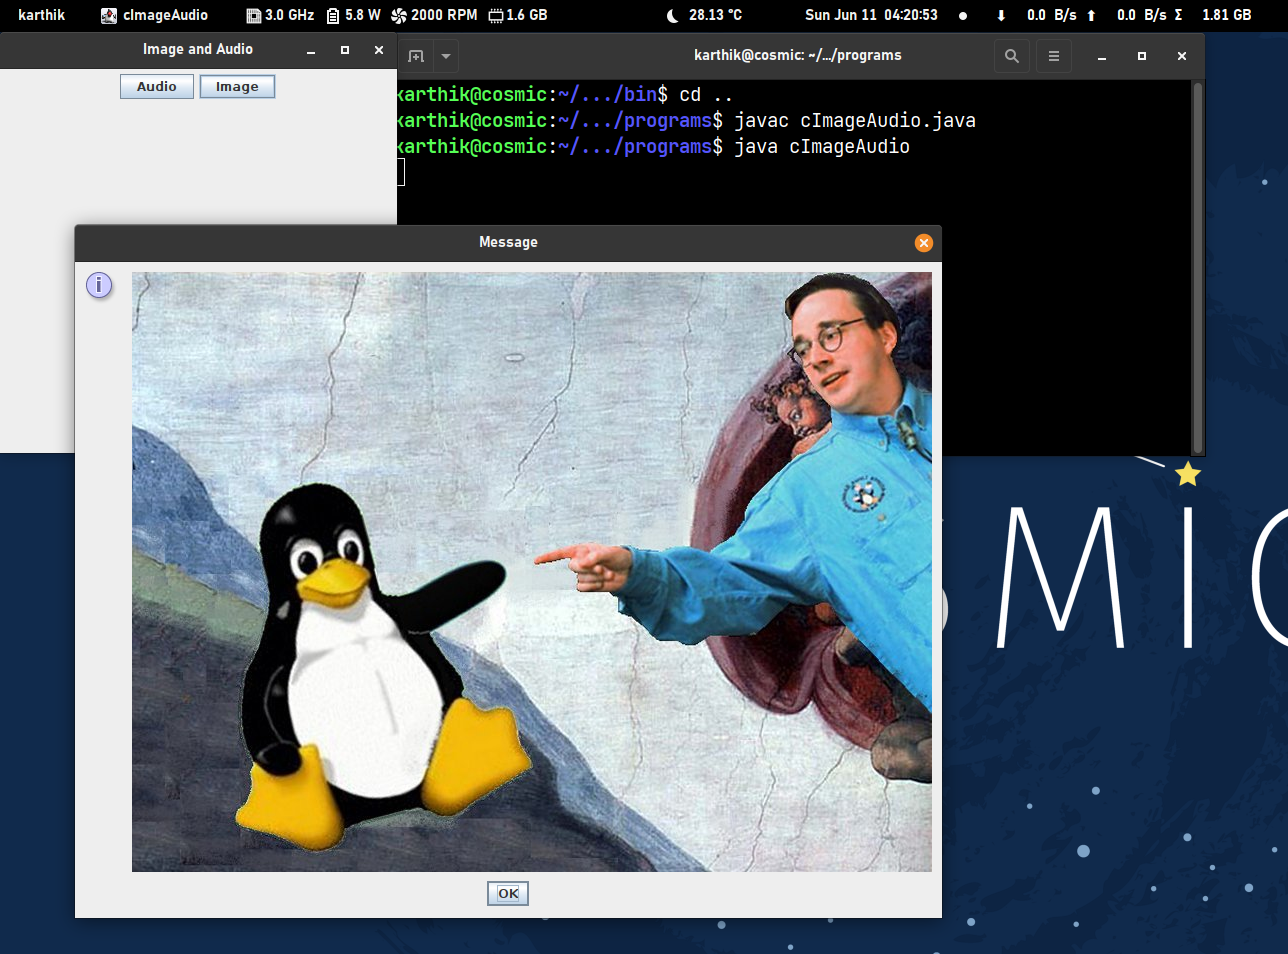 karthik cImageAudio 3.0 GHz 5.8 W 2000 RPM 1.6 GB 28.13 °C Sun Jun 11 04:20:53 0.0 B/s 0.0 B/s Σ 1.81 GB
Image and Audio
Audio Image
karthik@cosmic: ~/.../programs
karthik@cosmic:~/.../bin$ cd ..
karthik@cosmic:~/.../programs$ javac cImageAudio.java
karthik@cosmic:~/.../programs$ java cImageAudio
Message
i
OK
MIC